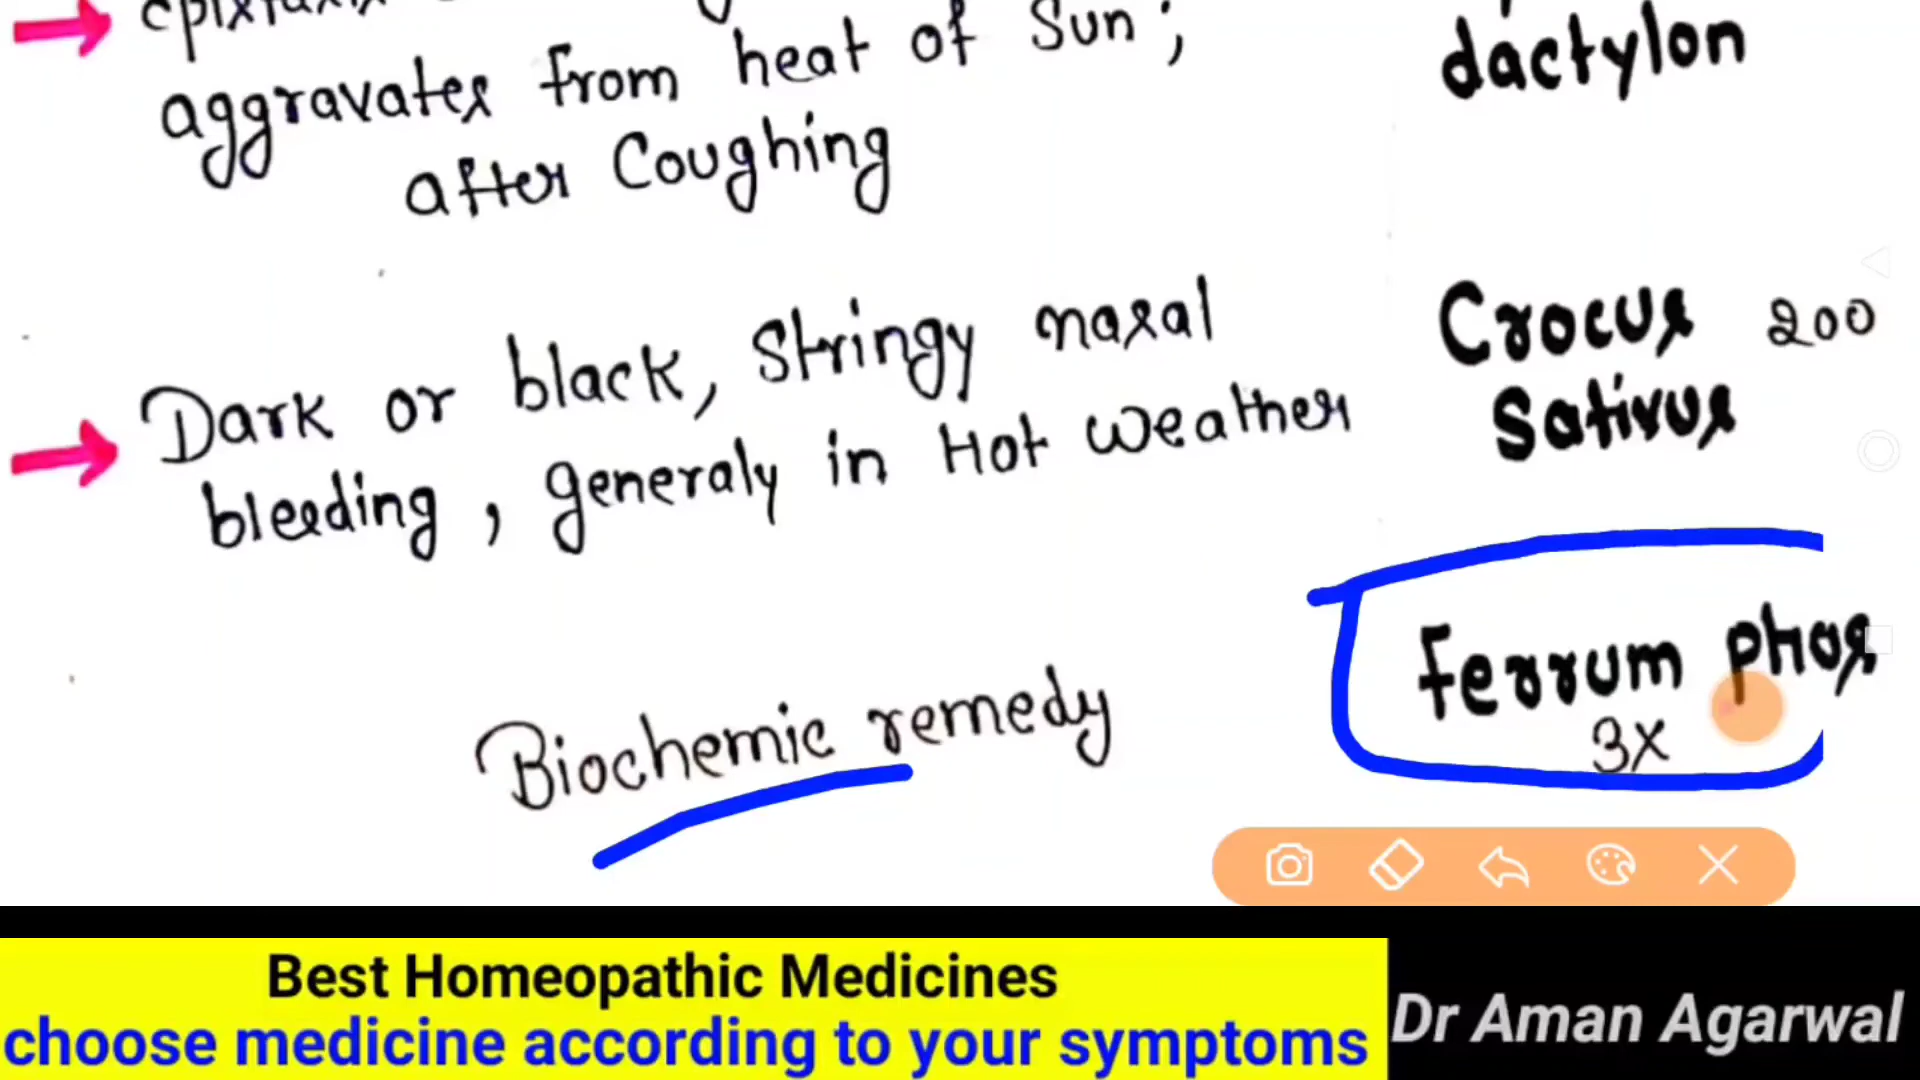 aggravates from heat of Sun ;
after Coughing
dactylon
Dark or black, Stringy nasal
bleeding , generaly in Hot weather
Crocus 200
Sativus
Biochemic remedy
Ferrum phos
3X
Best Homeopathic Medicines
choose medicine according to your symptoms
Dr Aman Agarwal